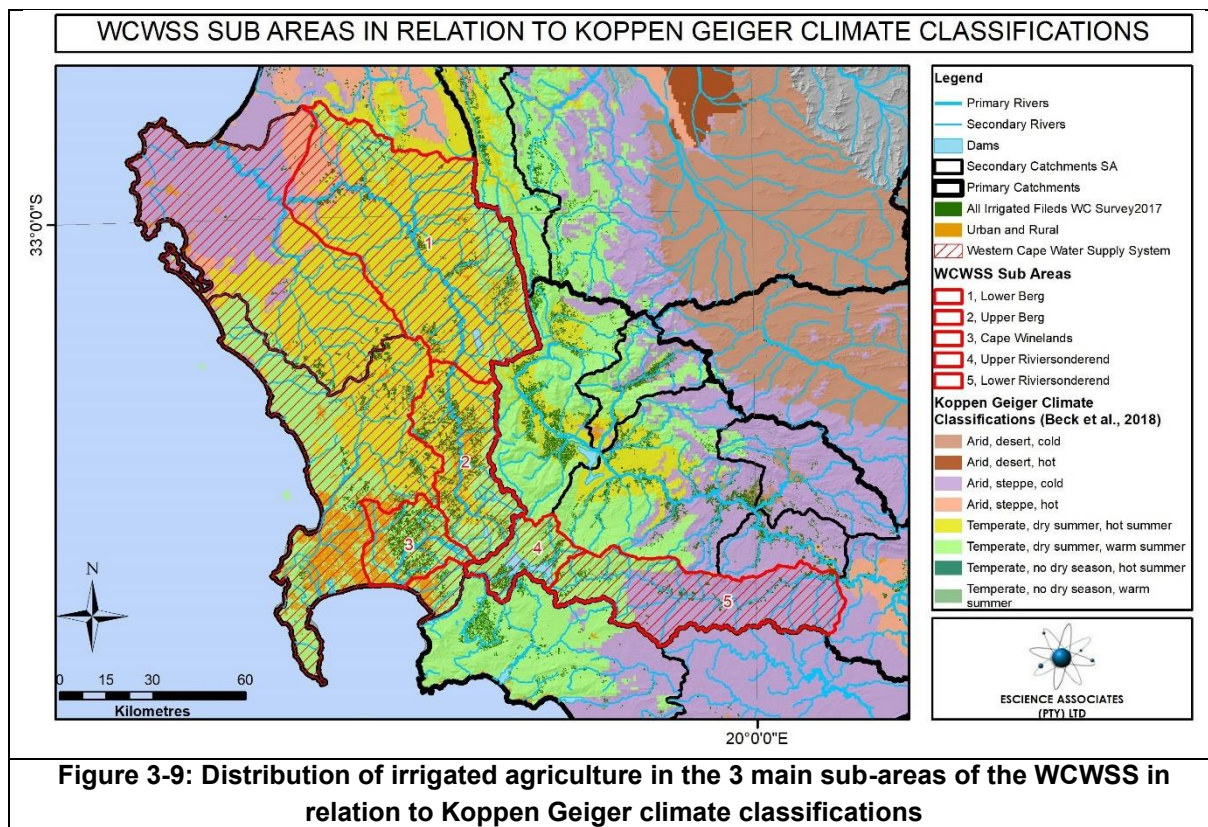 WCWSS SUB AREAS IN RELATION TO KOPPEN GEIGER CLIMATE CLASSIFICATIONS
33°0'0"S
1
2
3
4
5
N
0 15 30 60
Kilometres
20°0'0"E
Legend
Primary Rivers
Secondary Rivers
Dams
Secondary Catchments SA
Primary Catchments
All Irrigated Fileds WC Survey2017
Urban and Rural
Western Cape Water Supply System
WCWSS Sub Areas
1, Lower Berg
2, Upper Berg
3, Cape Winelands
4, Upper Riviersonderend
5, Lower Riviersonderend
Koppen Geiger Climate
Classifications (Beck et al., 2018)
Arid, desert, cold
Arid, desert, hot
Arid, steppe, cold
Arid, steppe, hot
Temperate, dry summer, hot summer
Temperate, dry summer, warm summer
Temperate, no dry season, hot summer
Temperate, no dry season, warm
summer
ESCIENCE ASSOCIATES
(PTY) LTD
Figure 3-9: Distribution of irrigated agriculture in the 3 main sub-areas of the WCWSS in
relation to Koppen Geiger climate classifications